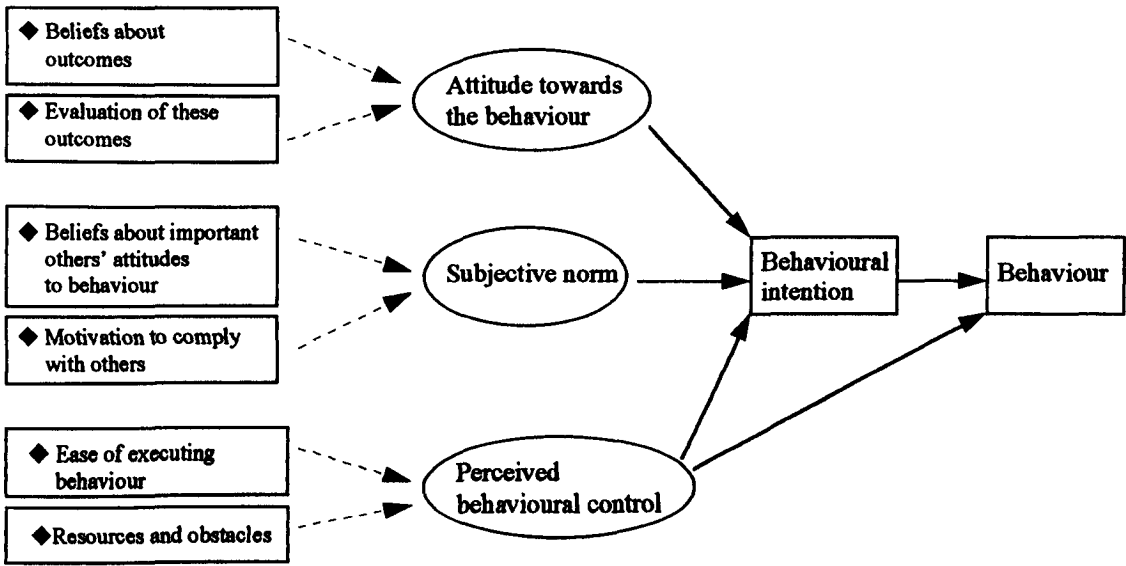 ◆ Beliefs about
outcomes
◆ Evaluation of these
outcomes
Attitude towards
the behaviour
◆ Beliefs about important
others' attitudes
to behaviour
◆ Motivation to comply
with others
Subjective norm
◆ Ease of executing
behaviour
◆Resources and obstacles
Perceived
behavioural control
Behavioural
intention
Behaviour